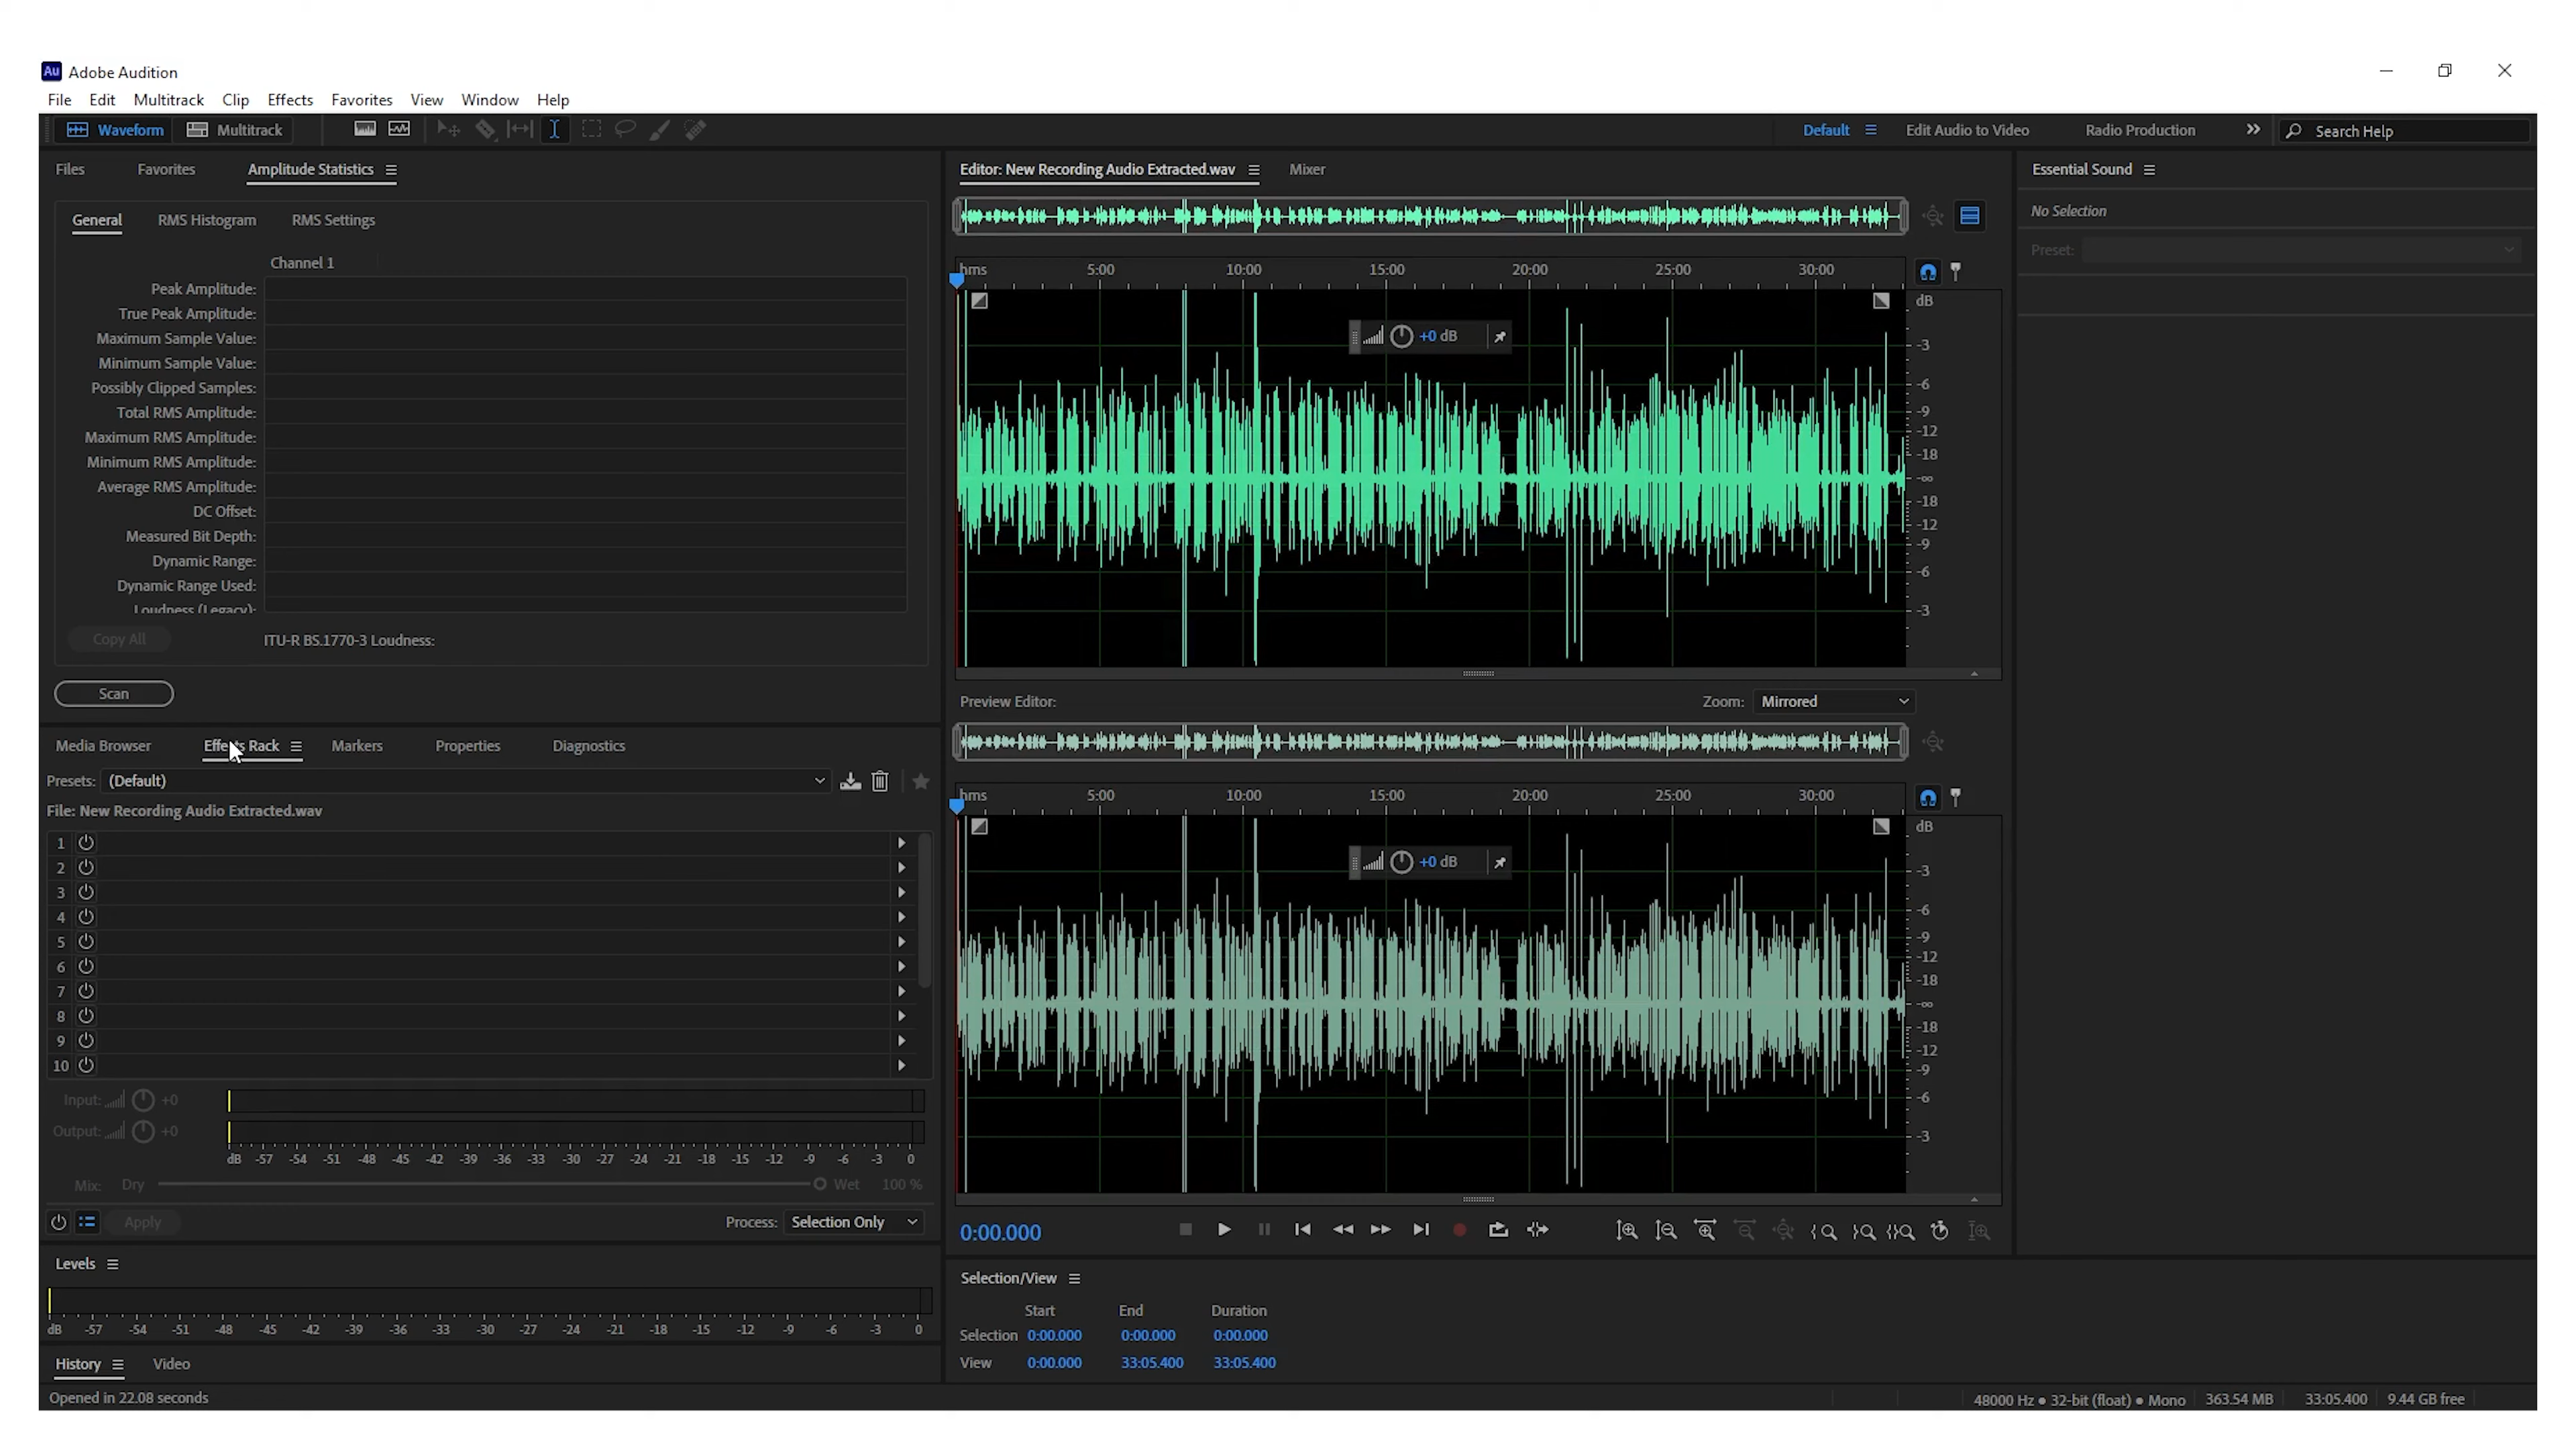 Au Adobe Audition
File Edit Multitrack Clip Effects Favorites View Window Help
Waveform Multitrack Default Edit Audio to Video Radio Production Search Help
Files Favorites Amplitude Statistics
General RMS Histogram RMS Settings
Channel 1
Peak Amplitude:
True Peak Amplitude:
Maximum Sample Value:
Minimum Sample Value:
Possibly Clipped Samples:
Total RMS Amplitude:
Maximum RMS Amplitude:
Minimum RMS Amplitude:
Average RMS Amplitude:
DC Offset:
Measured Bit Depth:
Dynamic Range:
Dynamic Range Used:
Loudness (Legacy):
Copy All ITU-R BS.1770-3 Loudness:
Scan
Media Browser Effects Rack Markers Properties Diagnostics
Presets: (Default)
File: New Recording Audio Extracted.wav
1
2
3
4
5
6
7
8
9
10
Input: +0
Output: +0
dB -57 -54 -51 -48 -45 -42 -39 -36 -33 -30 -27 -24 -21 -18 -15 -12 -9 -6 -3 0
Mix: Dry Wet 100 %
Apply Process: Selection Only
Levels
dB -57 -54 -51 -48 -45 -42 -39 -36 -33 -30 -27 -24 -21 -18 -15 -12 -9 -6 -3 0
History Video
Opened in 22.08 seconds
Editor: New Recording Audio Extracted.wav Mixer
hms 5:00 10:00 15:00 20:00 25:00 30:00
+0 dB
dB
-3
-6
-9
-12
-18
-∞
-18
-12
-9
-6
-3
Preview Editor: Zoom: Mirrored
hms 5:00 10:00 15:00 20:00 25:00 30:00
+0 dB
dB
-3
-6
-9
-12
-18
-∞
-18
-12
-9
-6
-3
0:00.000
Selection/View
Start End Duration
Selection 0:00.000 0:00.000 0:00.000
View 0:00.000 33:05.400 33:05.400
Essential Sound
No Selection
Preset:
48000 Hz ● 32-bit (float) ● Mono 363.54 MB 33:05.400 9.44 GB free